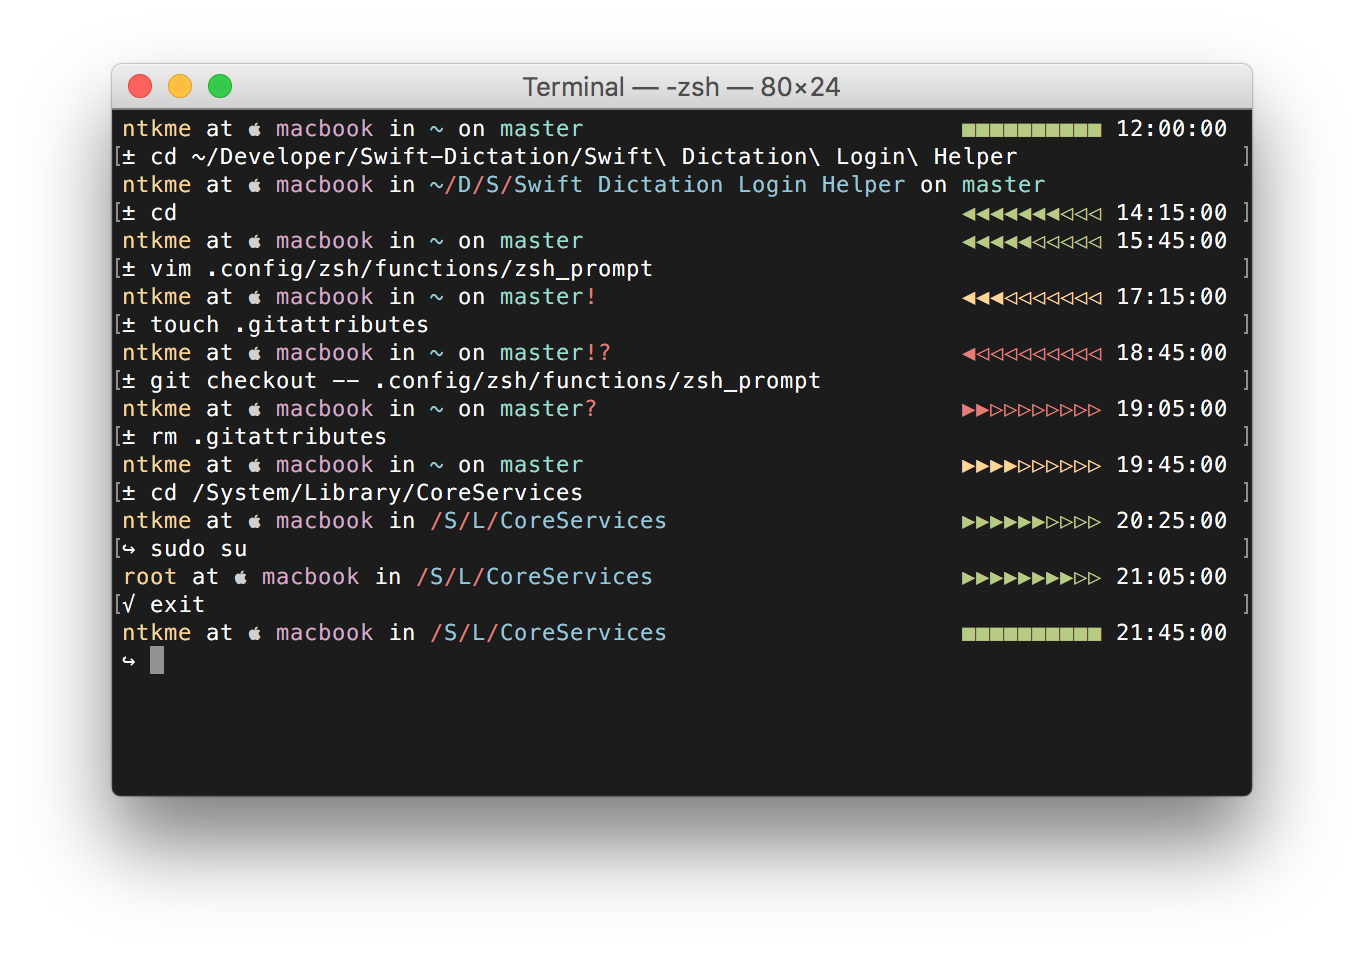 Terminal — -zsh — 80×24
ntkme at  macbook in ~ on master ■■■■■■■■■■ 12:00:00
[± cd ~/Developer/Swift-Dictation/Swift\ Dictation\ Login\ Helper ]
ntkme at  macbook in ~/D/S/Swift Dictation Login Helper on master
[± cd ◀◀◀◀◀◀◀◁◁◁ 14:15:00 ]
ntkme at  macbook in ~ on master ◀◀◀◀◀◁◁◁◁◁ 15:45:00
[± vim .config/zsh/functions/zsh_prompt ]
ntkme at  macbook in ~ on master! ◀◀◀◁◁◁◁◁◁◁ 17:15:00
[± touch .gitattributes ]
ntkme at  macbook in ~ on master!? ◀◁◁◁◁◁◁◁◁◁ 18:45:00
[± git checkout -- .config/zsh/functions/zsh_prompt ]
ntkme at  macbook in ~ on master? ▶▶▷▷▷▷▷▷▷▷ 19:05:00
[± rm .gitattributes ]
ntkme at  macbook in ~ on master ▶▶▶▶▷▷▷▷▷▷ 19:45:00
[± cd /System/Library/CoreServices ]
ntkme at  macbook in /S/L/CoreServices ▶▶▶▶▶▶▷▷▷▷ 20:25:00
[↪ sudo su ]
root at  macbook in /S/L/CoreServices ▶▶▶▶▶▶▶▶▷▷ 21:05:00
[√ exit ]
ntkme at  macbook in /S/L/CoreServices ■■■■■■■■■■ 21:45:00
↪